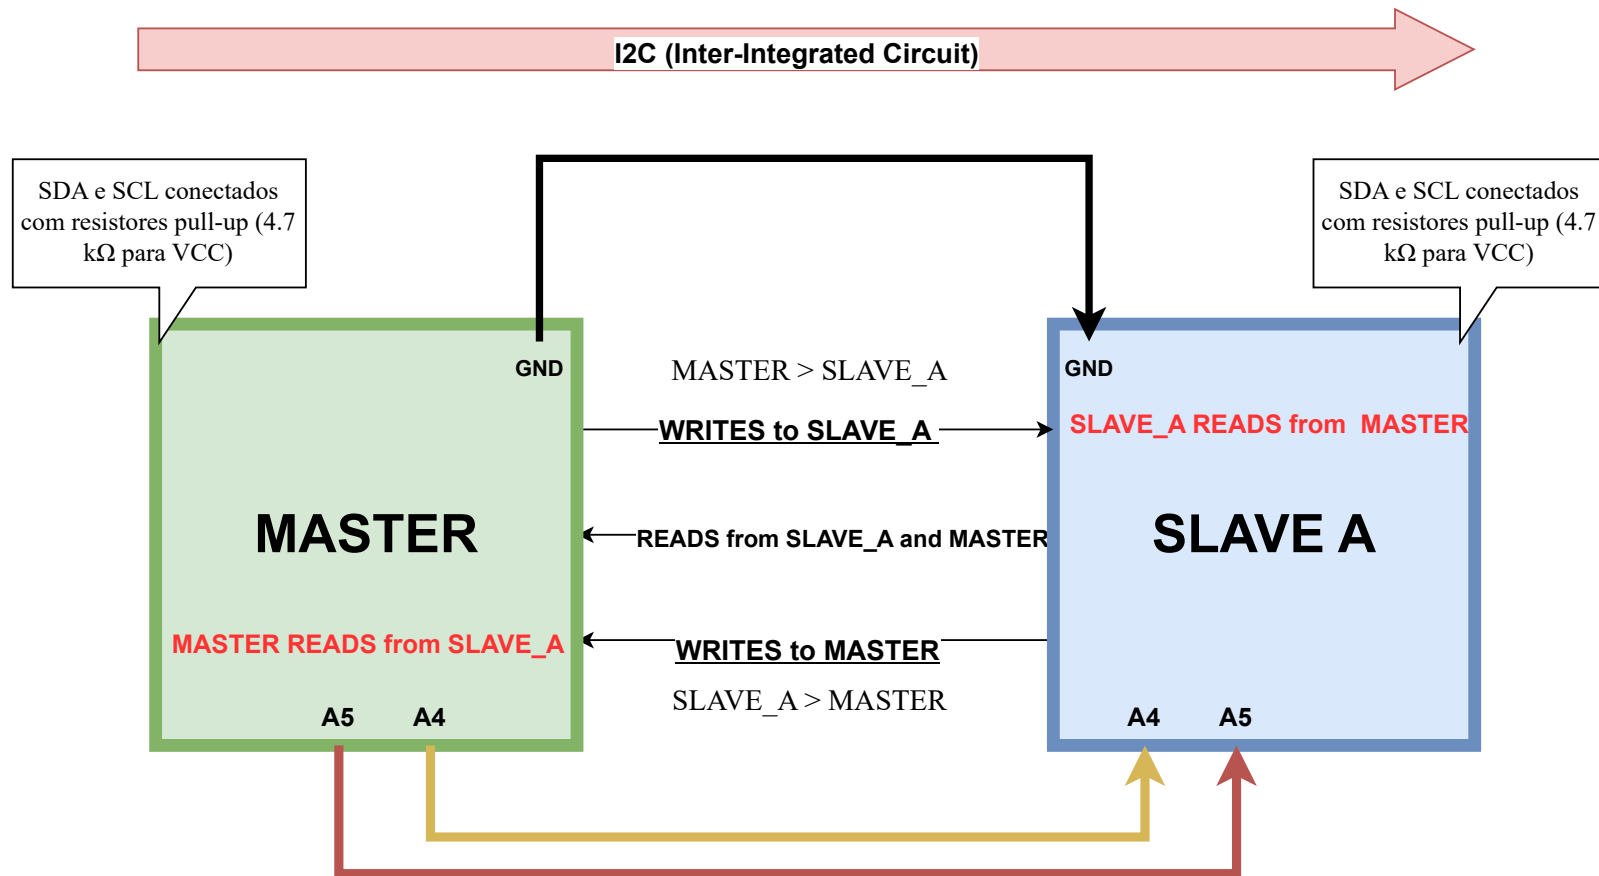 I2C (Inter-Integrated Circuit)
SDA e SCL conectados
com resistores pull-up (4.7
kΩ para VCC)
SDA e SCL conectados
com resistores pull-up (4.7
kΩ para VCC)
GND
MASTER > SLAVE_A
GND
WRITES to SLAVE_A
SLAVE_A READS from MASTER
MASTER
READS from SLAVE_A and MASTER
SLAVE A
MASTER READS from SLAVE_A
WRITES to MASTER
SLAVE_A > MASTER
A5 A4
A4 A5